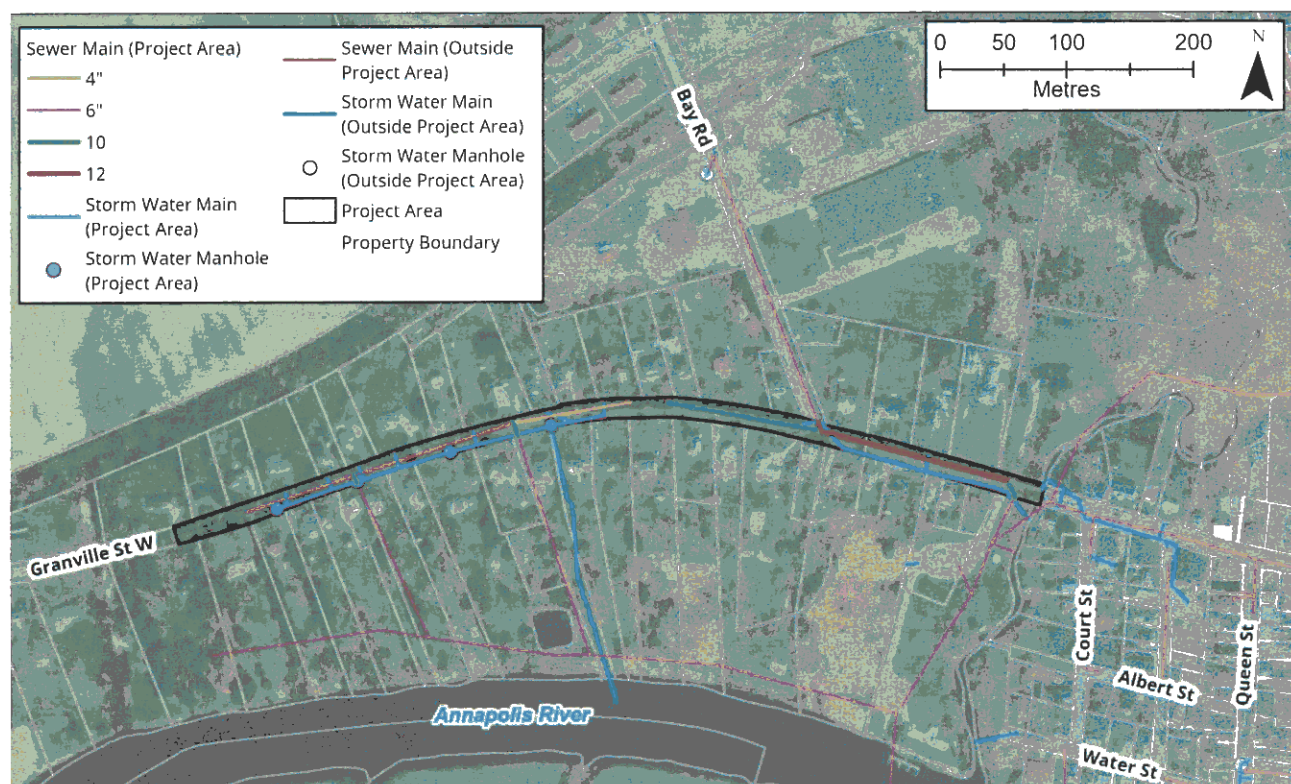 Sewer Main (Project Area)
4"
6"
10
12
Storm Water Main
(Project Area)
Storm Water Manhole
(Project Area)
Sewer Main (Outside
Project Area)
Storm Water Main
(Outside Project Area)
Storm Water Manhole
(Outside Project Area)
Project Area
Property Boundary
0 50 100 200
Metres
N
Bay Rd
Granville St W
Court St
Albert St
Queen St
Water St
Annapolis River